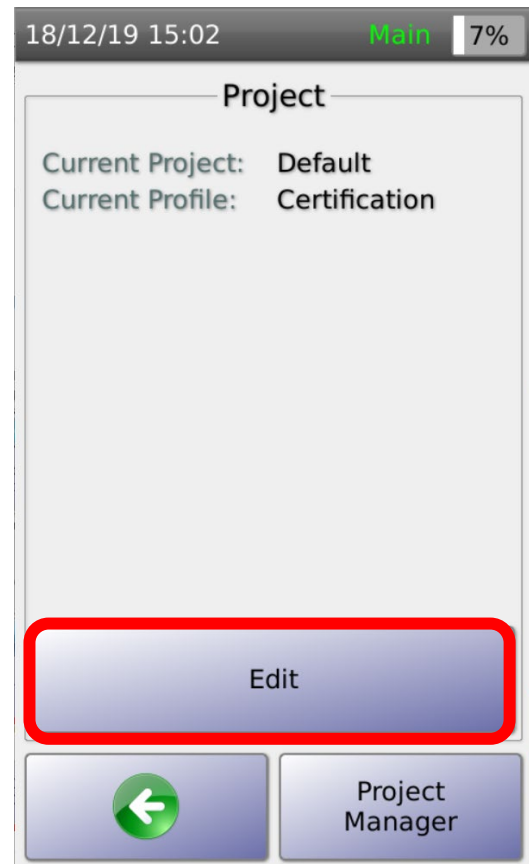 18/12/19 15:02 Main 7%
Project
Current Project: Default
Current Profile: Certification
Edit
Project
Manager